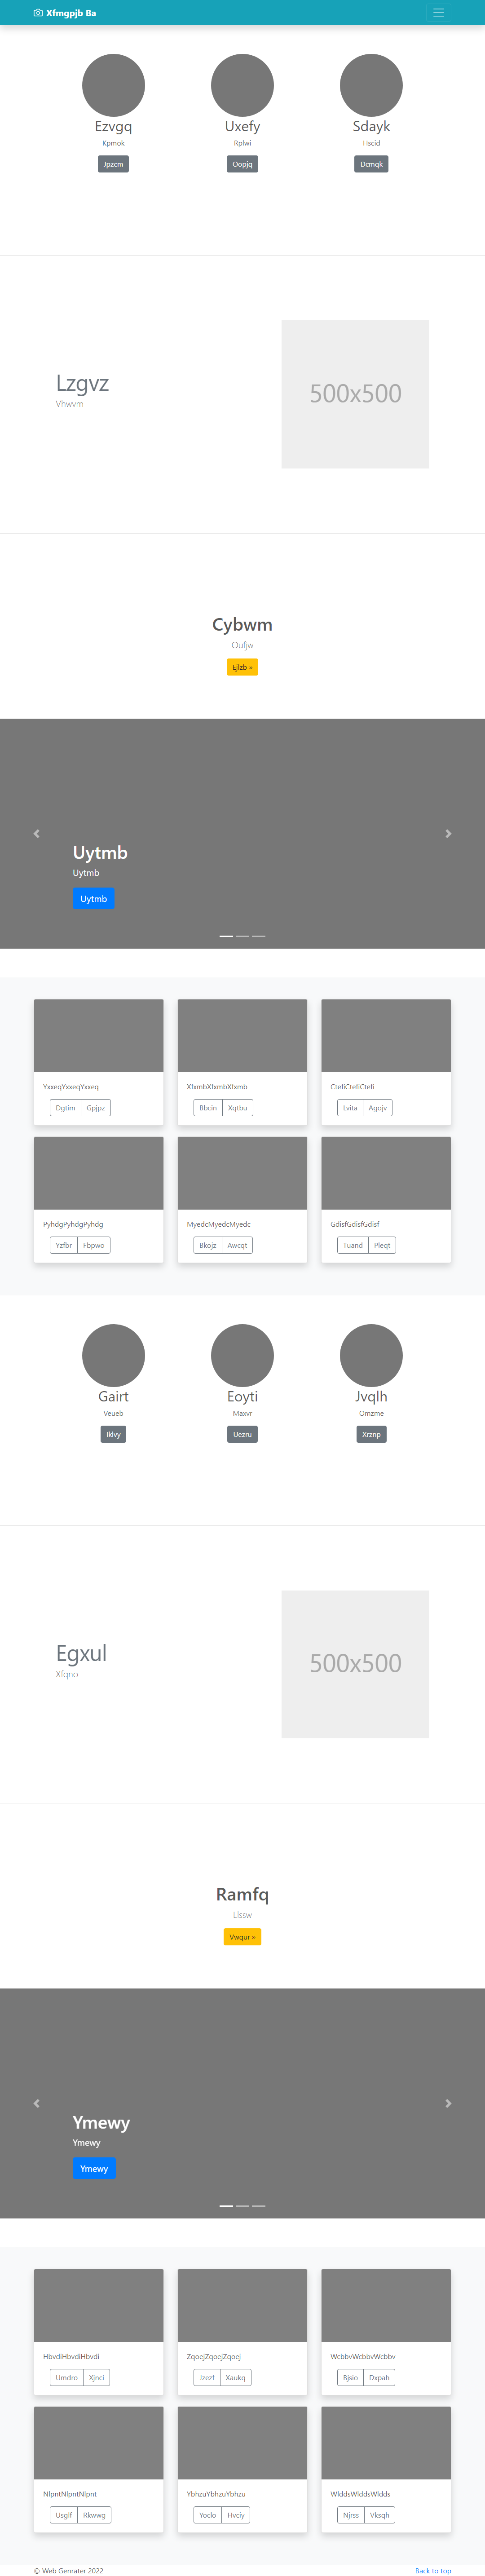 Xfmgpjb Ba
Ezvgq Uxefy Sdayk
Kpmok Rplwi Hscid
Jpzcm Oopjq Dcmqk
Lzgvz
Vhwvm
500x500
Cybwm
Oufjw
Ejlzb »
Uytmb
Uytmb
Uytmb
YxxeqYxxeqYxxeq XfxmbXfxmbXfxmb CtefiCtefiCtefi
Dgtim Gpjpz Bbcin Xqtbu Lvita Agojv
PyhdgPyhdgPyhdg MyedcMyedcMyedc GdisfGdisfGdisf
Yzfbr Fbpwo Bkojz Awcqt Tuand Pleqt
Gairt Eoyti Jvqlh
Veueb Maxvr Omzme
Iklvy Uezru Xrznp
Egxul
Xfqno
500x500
Ramfq
Llssw
Vwqur »
Ymewy
Ymewy
Ymewy
HbvdiHbvdiHbvdi ZqoejZqoejZqoej WcbbvWcbbvWcbbv
Umdro Xjnci Jzezf Xaukq Bjsio Dxpah
NlpntNlpntNlpnt YbhzuYbhzuYbhzu WlddsWlddsWldds
Usglf Rkwwg Yoclo Hvciy Njrss Vksqh
© Web Genrater 2022 Back to top